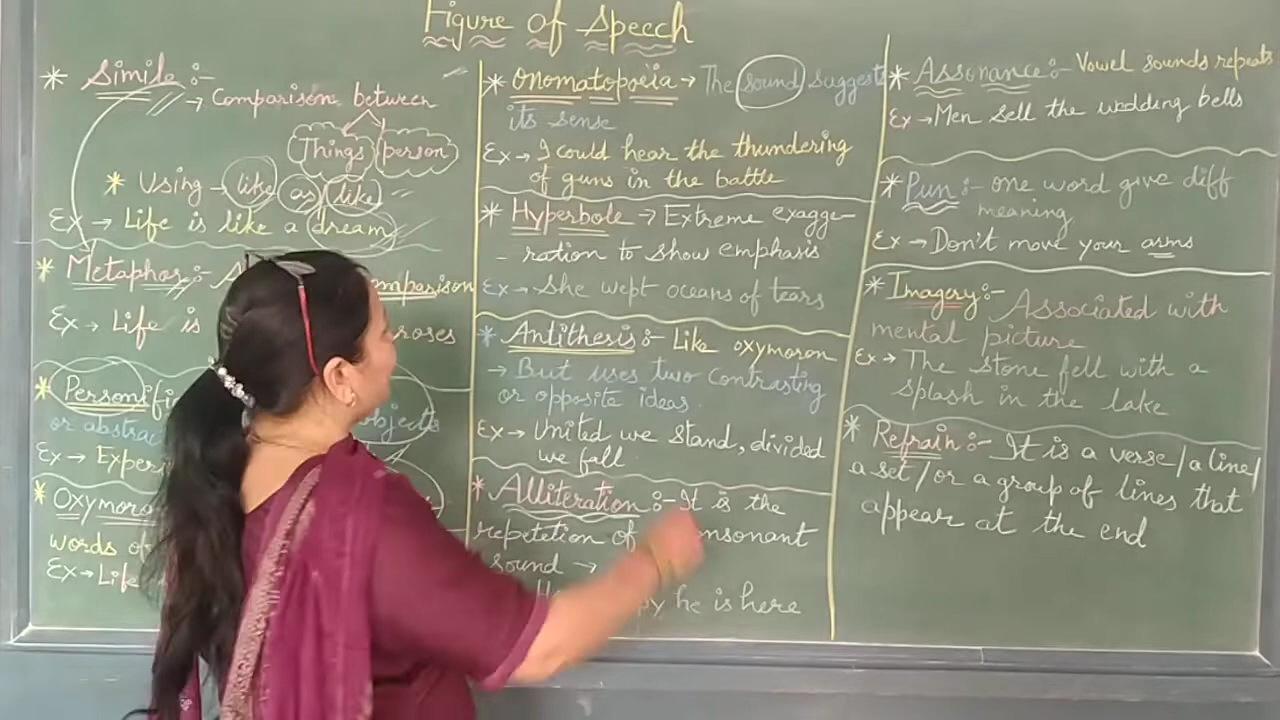 Figure of Speech
* Simile :-
→ Comparison between
Things person
* Using - like as like
Ex → Life is like a dream
* Metaphor :-
omparison
Ex → Life is
roses
* Personifi
objects
or abstrac
Ex → Experi
* Oxymoro
words of
Ex → Life
* Onomatopoeia → The sound suggest
its sense
Ex → I could hear the thundering
of guns in the battle
* Hyperbole → Extreme exagge-
- ration to show emphasis
Ex → She wept oceans of tears
* Antithesis :- Like oxymoron
→ But uses two contrasting
or opposite ideas.
Ex → United we stand, divided
we fall
* Alliteration :- It is the
repetetion of onsonant
sound →
py he is here
* Assonance :- Vowel sounds repeats
Ex → Men sell the wedding bells
* Pun :- one word give diff
meaning
Ex → Don't move your arms
* Imagery :- Associated with
mental picture
Ex → The stone fell with a
splash in the lake
* Refrain :- It is a verse/a line/
a set/or a group of lines that
appear at the end